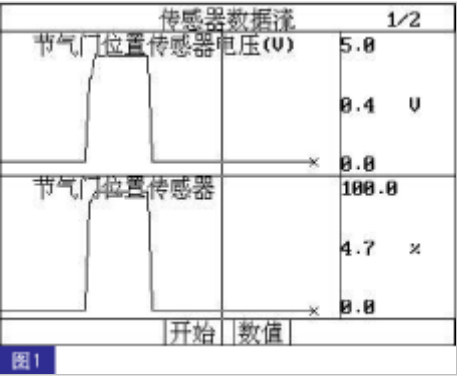 传感器数据流 1/2
节气门位置传感器电压(V) 5.0
0.4 V
0.0
节气门位置传感器 100.0
4.7 %
0.0
开始 数值
图1